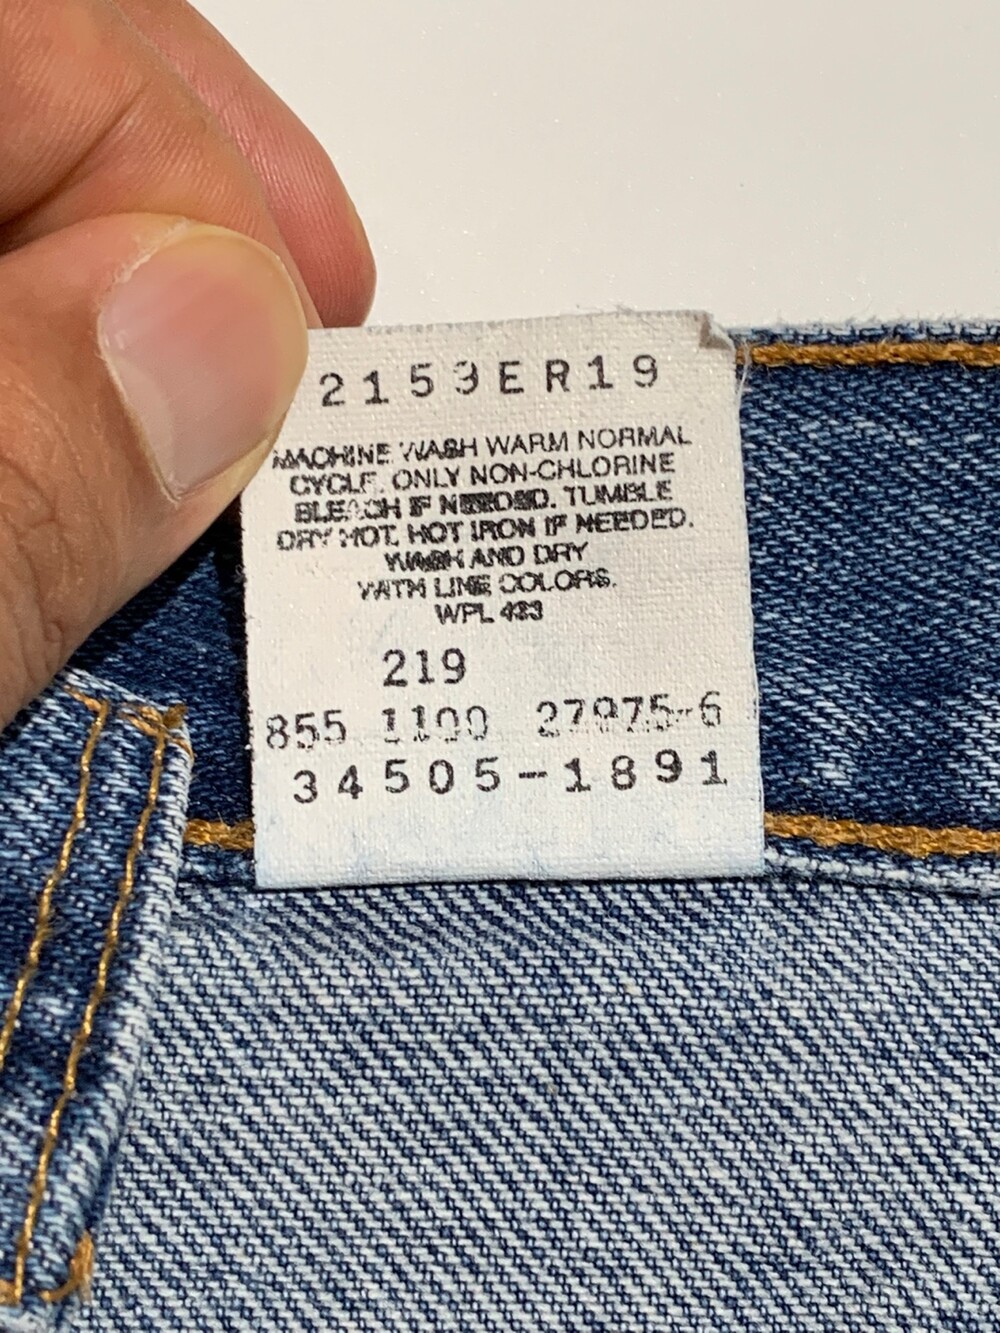 2153ER19
MACHINE WASH WARM NORMAL
CYCLE. ONLY NON-CHLORINE
BLEACH IF NEEDED. TUMBLE
DRY HOT. HOT IRON IF NEEDED.
WASH AND DRY
WITH LIKE COLORS.
WPL 423
219
855 1100 27975-6
34505-1891